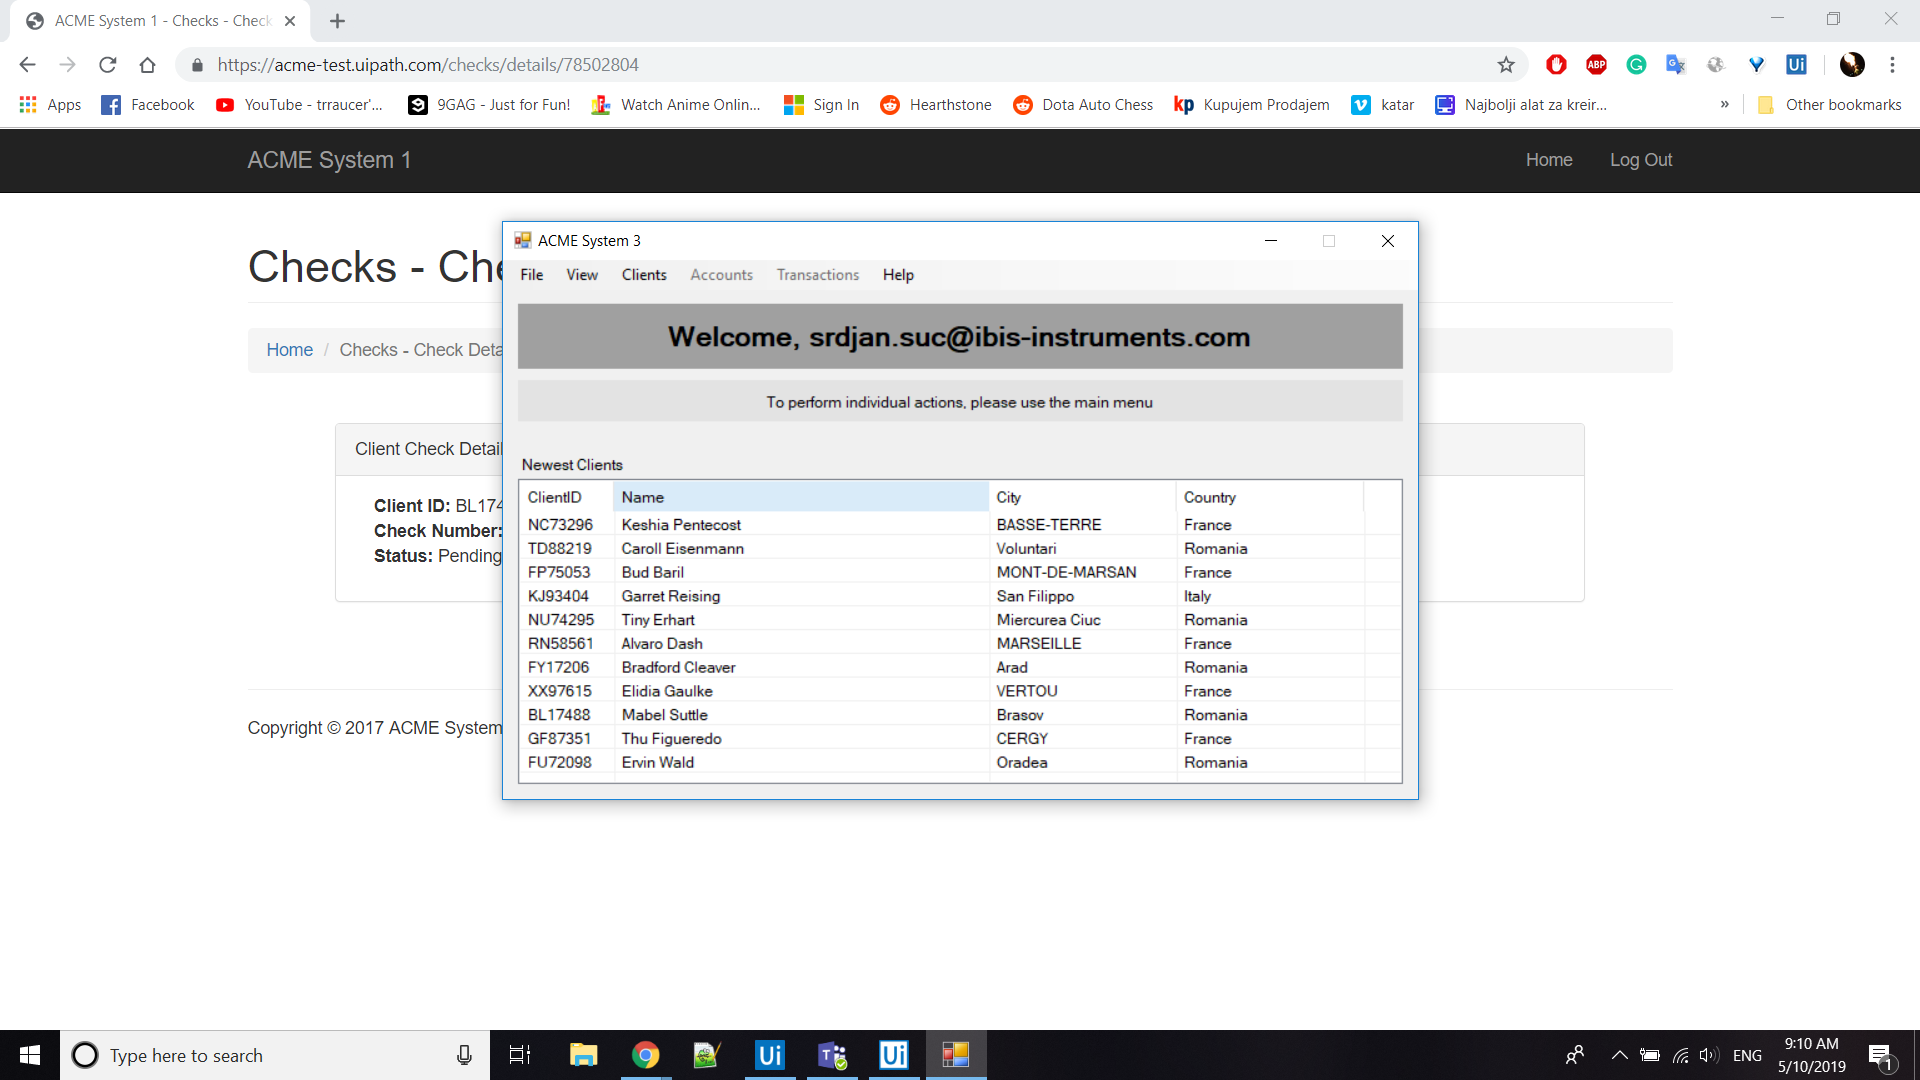 ACME System 1 - Checks - Check
https://acme-test.uipath.com/checks/details/78502804
ABP
Ui
Apps
Facebook
YouTube - trraucer'...
9GAG - Just for Fun!
Watch Anime Onlin...
Sign In
Hearthstone
Dota Auto Chess
kp Kupujem Prodajem
katar
Najbolji alat za kreir...
»
Other bookmarks
ACME System 1
Home
Log Out
Checks - Che
Home / Checks - Check Deta
Client Check Detail
Client ID: BL174
Check Number:
Status: Pending
Copyright © 2017 ACME System
ACME System 3
File View Clients Accounts Transactions Help
Welcome, srdjan.suc@ibis-instruments.com
To perform individual actions, please use the main menu
Newest Clients
ClientID Name City Country
NC73296 Keshia Pentecost BASSE-TERRE France
TD88219 Caroll Eisenmann Voluntari Romania
FP75053 Bud Baril MONT-DE-MARSAN France
KJ93404 Garret Reising San Filippo Italy
NU74295 Tiny Erhart Miercurea Ciuc Romania
RN58561 Alvaro Dash MARSEILLE France
FY17206 Bradford Cleaver Arad Romania
XX97615 Elidia Gaulke VERTOU France
BL17488 Mabel Suttle Brasov Romania
GF87351 Thu Figueredo CERGY France
FU72098 Ervin Wald Oradea Romania
Type here to search
Ui
Ui
ENG
9:10 AM
5/10/2019
1